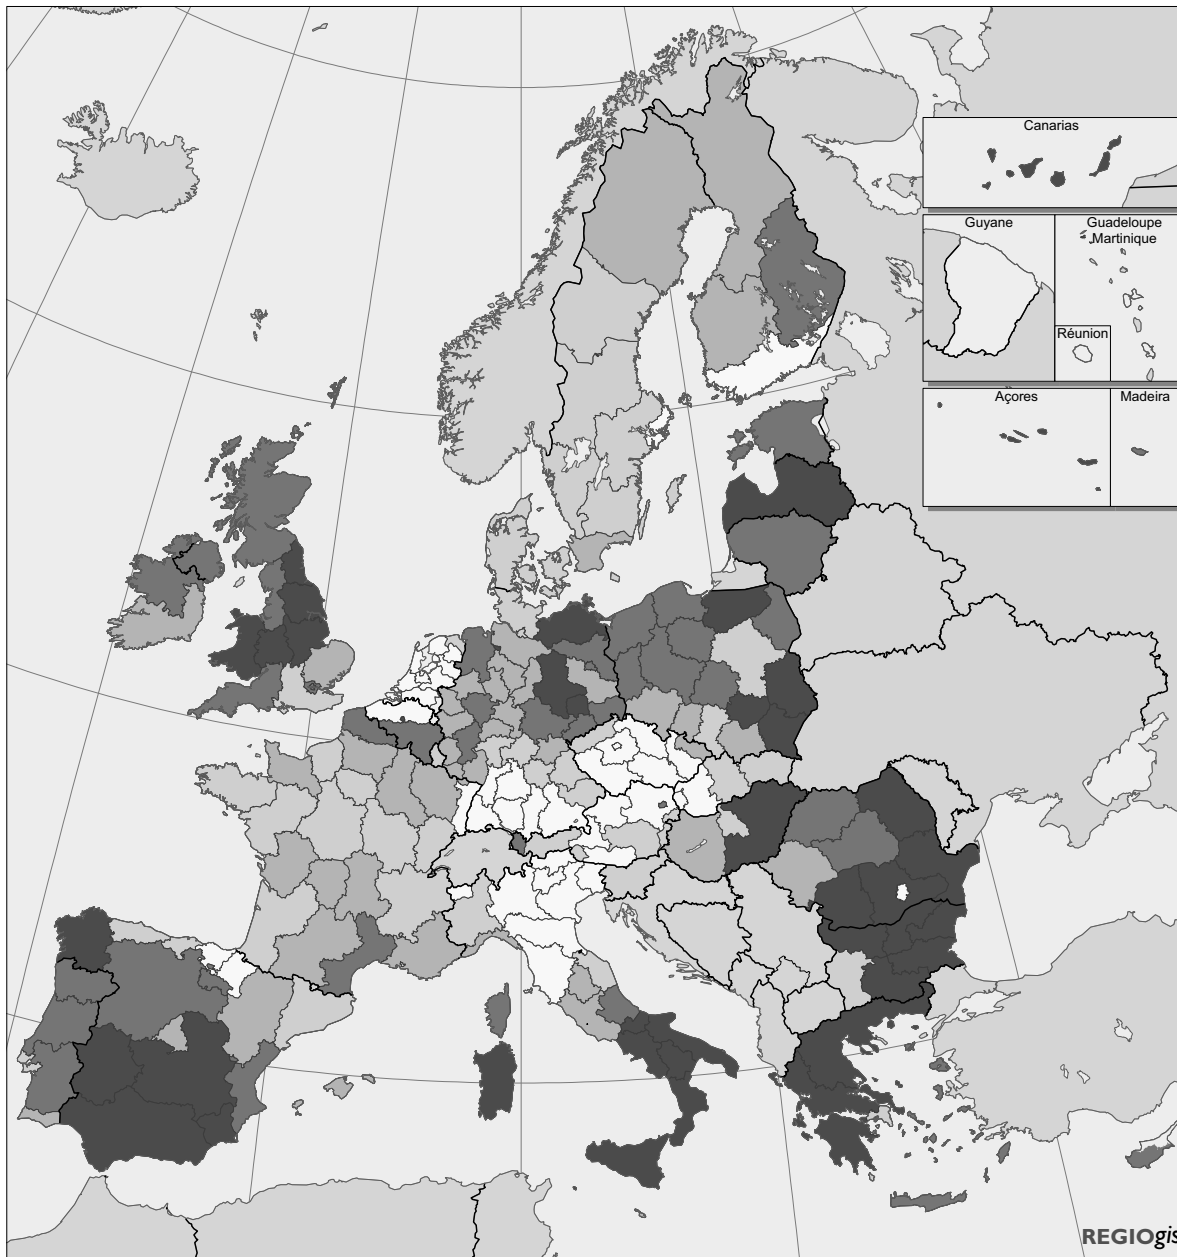 Canarias
Guyane
Guadeloupe
Martinique
Réunion
Açores
Madeira
REGIOgis